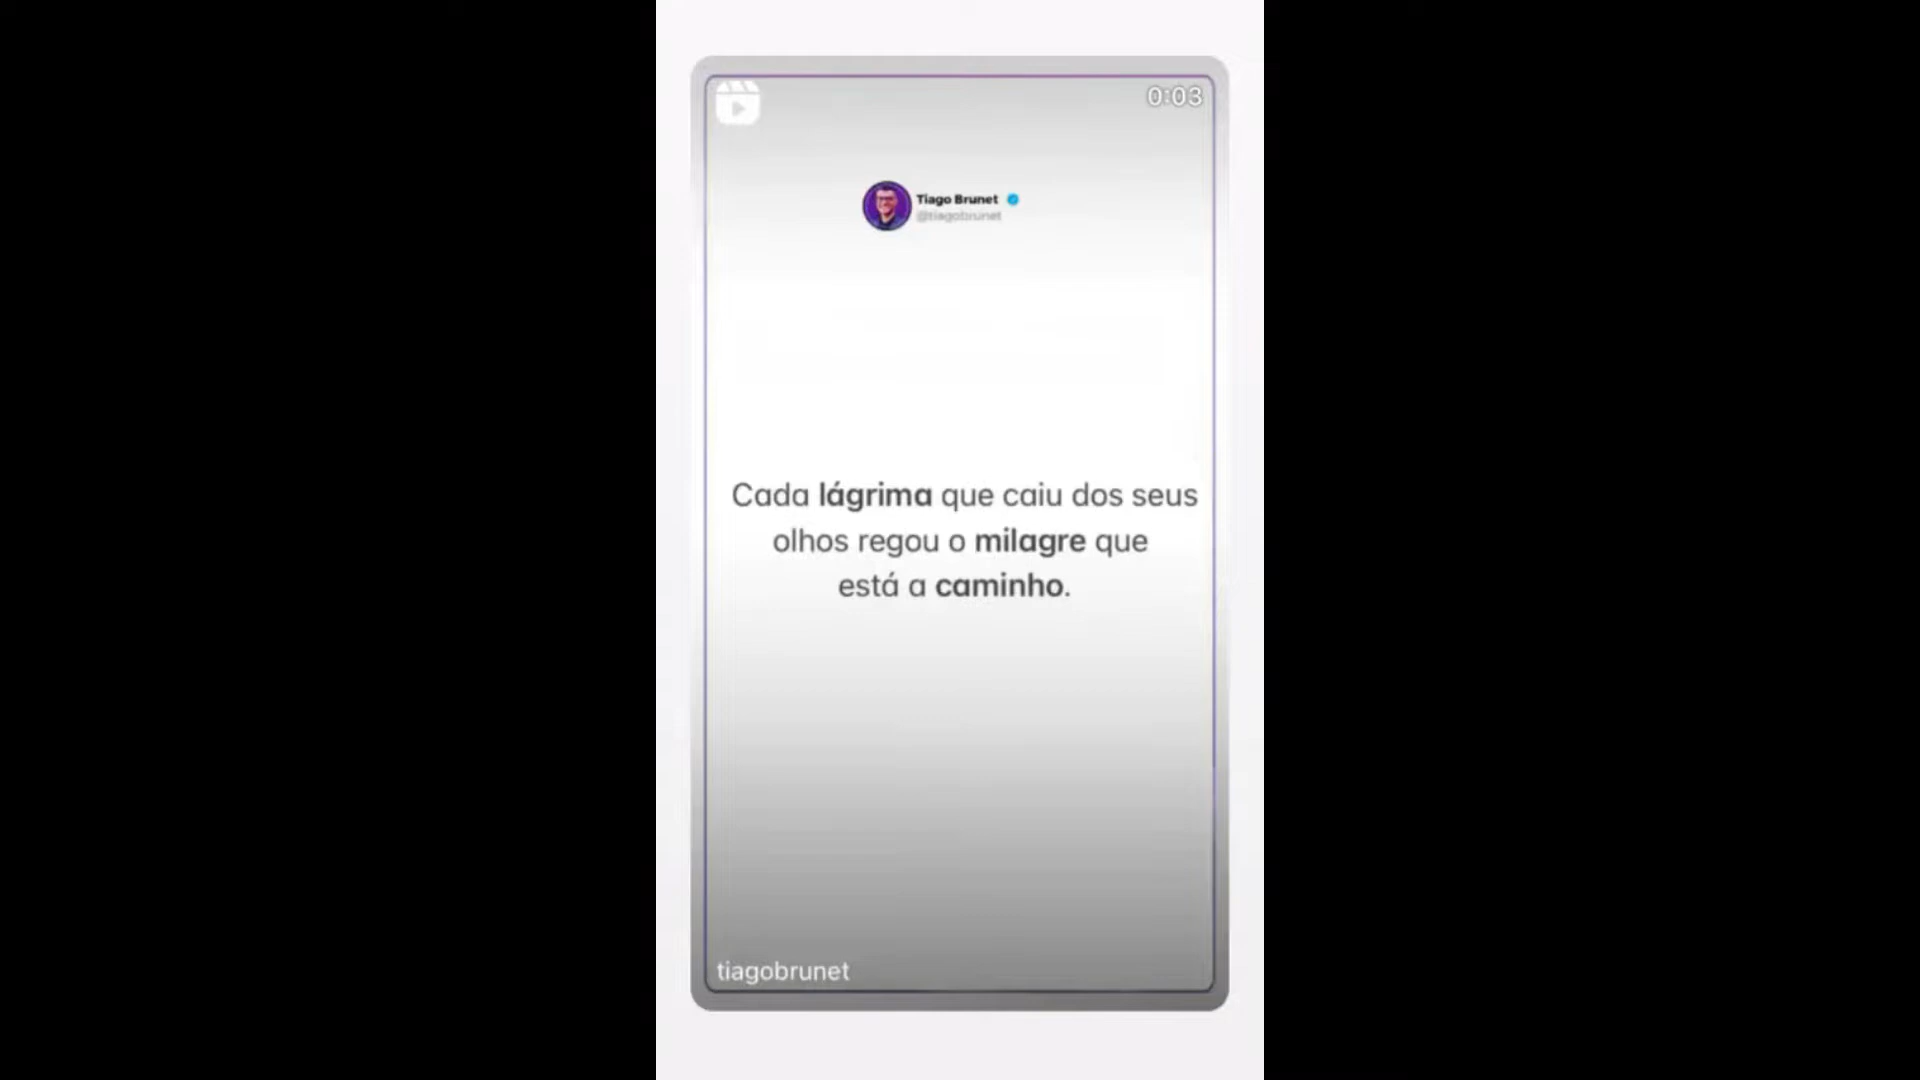 0:03
Tiago Brunet
@tiagobrunet
Cada lágrima que caiu dos seus
olhos regou o milagre que
está a caminho.
tiagobrunet